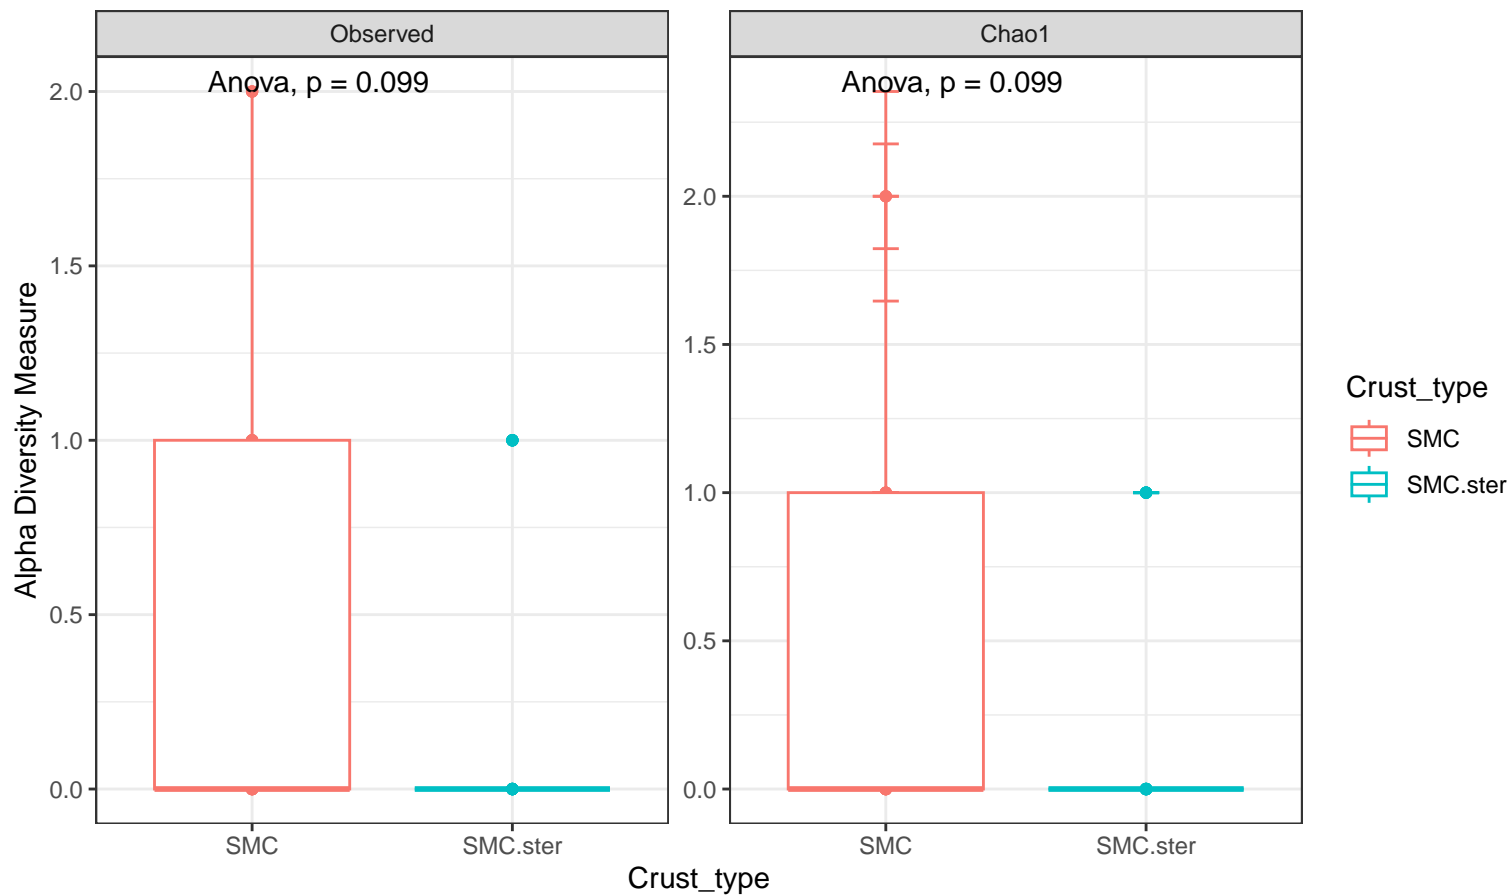 Observed
Chao1
Anova, p = 0.099
Anova, p = 0.099
Alpha Diversity Measure
2.0
1.5
1.0
0.5
0.0
2.0
1.5
1.0
0.5
0.0
SMC
SMC.ster
SMC
SMC.ster
Crust_type
Crust_type
SMC
SMC.ster